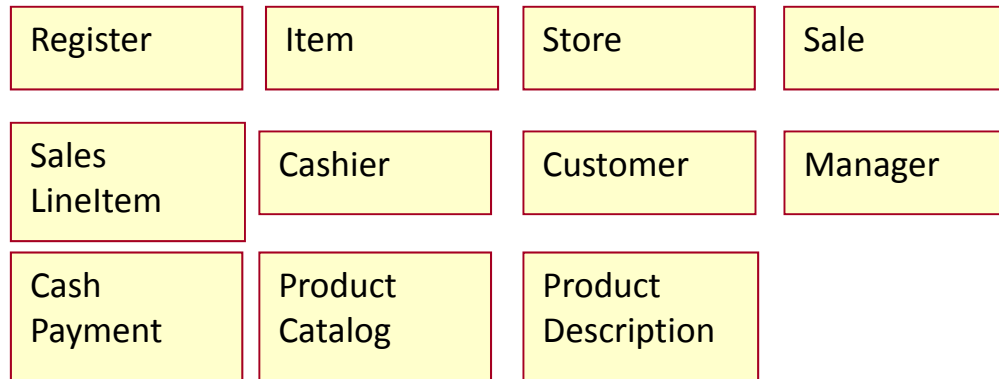 Register
Item
Store
Sale
Sales
LineItem
Cashier
Customer
Manager
Cash
Payment
Product
Catalog
Product
Description